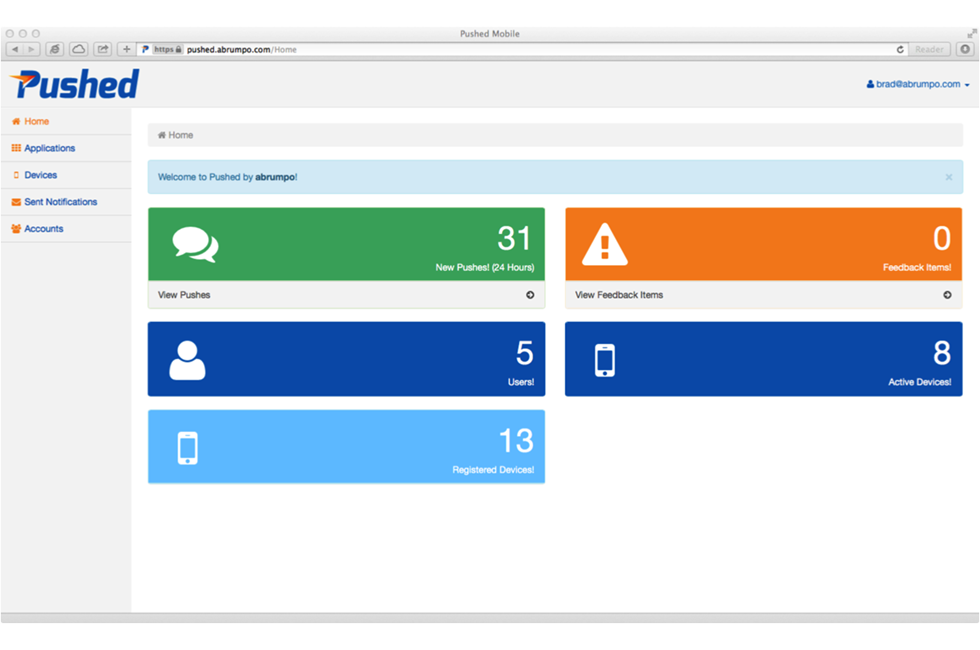 Pushed Mobile
https pushed.abrumpo.com/Home
Reader
Pushed
brad@abrumpo.com
Home
Applications
Devices
Sent Notifications
Accounts
Home
Welcome to Pushed by abrumpo!
31
New Pushes! (24 Hours)
View Pushes
0
Feedback Items!
View Feedback Items
5
Users!
8
Active Devices!
13
Registered Devices!